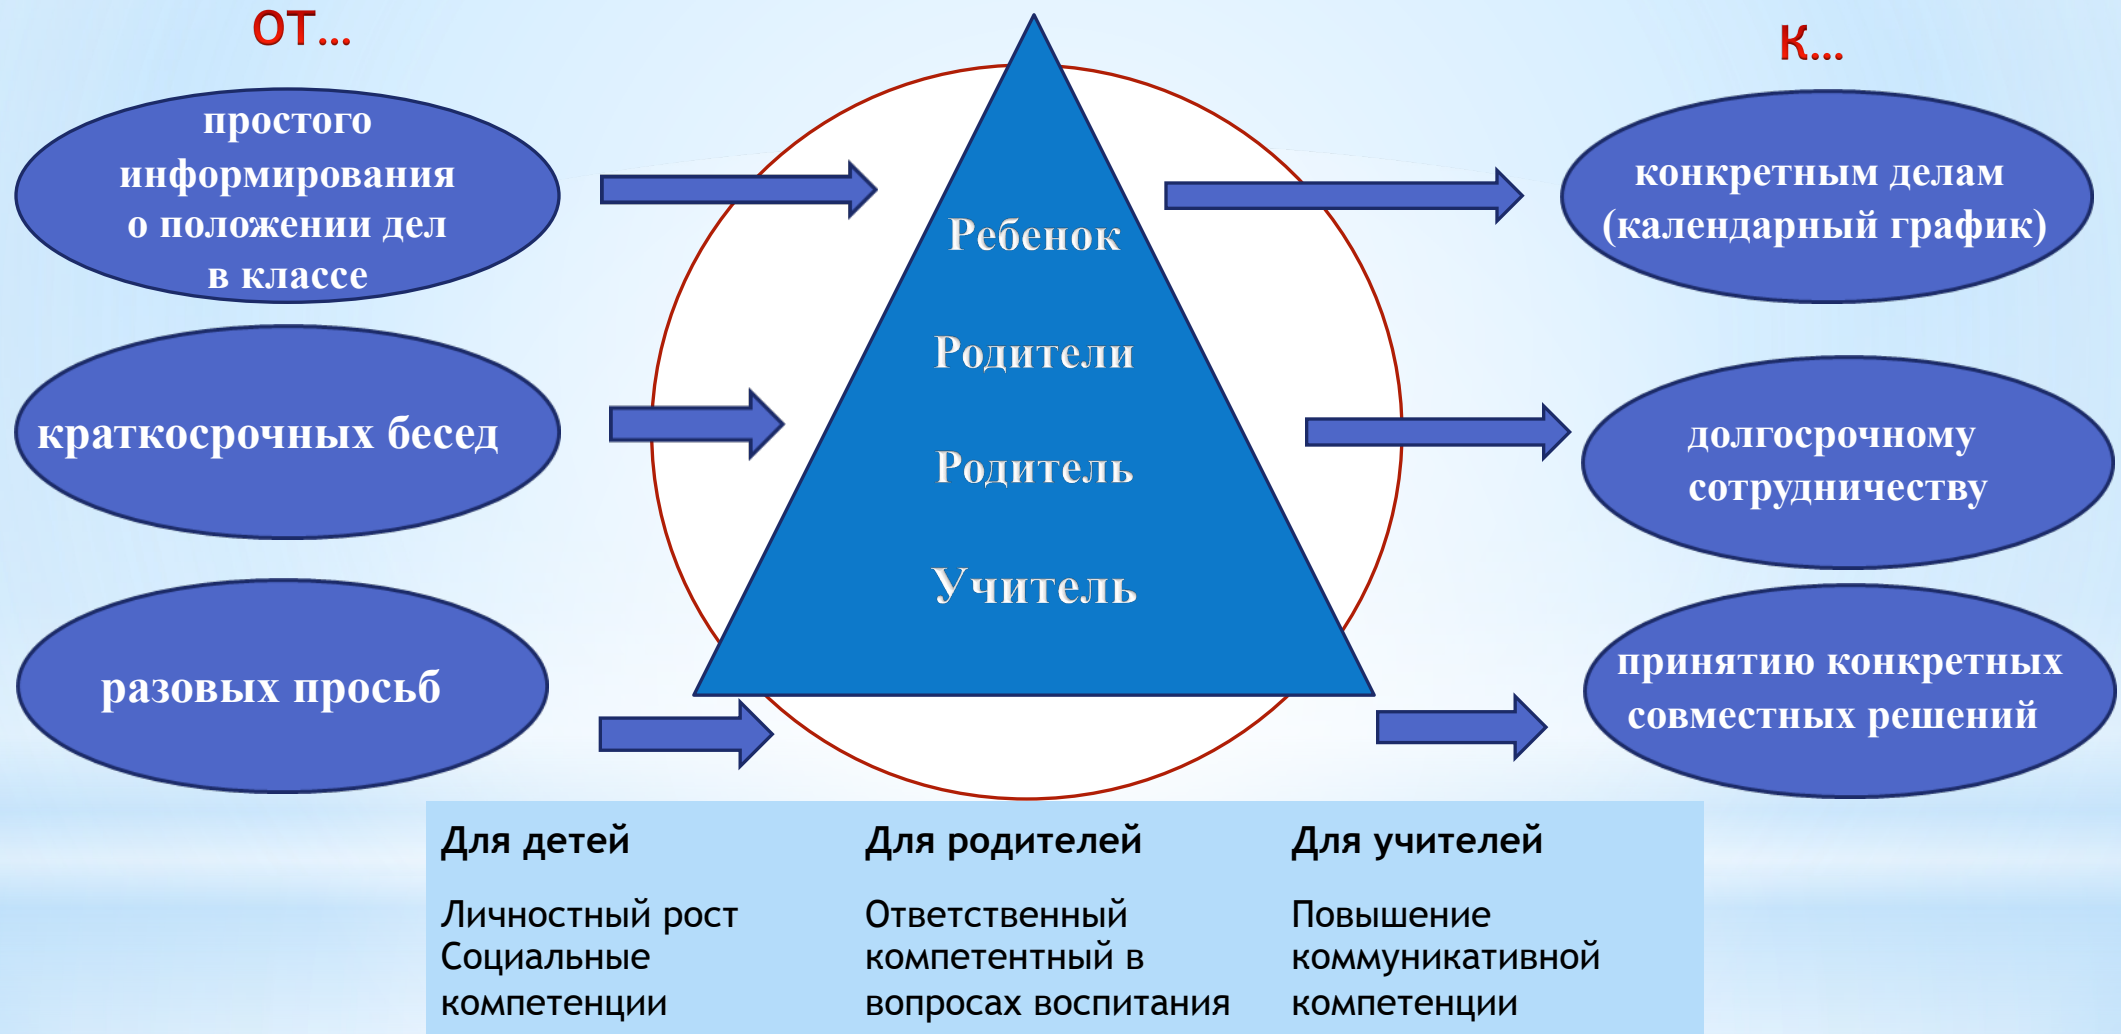 от...
простого
информирования
о положении дел
в классе
краткосрочных бесед
разовых просьб
Ребенок
Родители
Родитель
Учитель
к...
конкретным делам
(календарный график)
долгосрочному
сотрудничеству
принятию конкретных
совместных решений
Для детей
Личностный рост
Социальные
компетенции
Для родителей
Ответственный
компетентный в
вопросах воспитания
Для учителей
Повышение
коммуникативной
компетенции